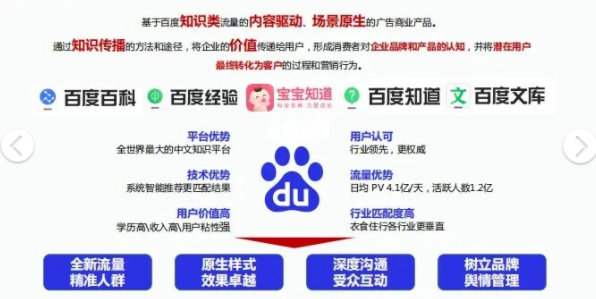 基于百度知识类流量的内容驱动、场景原生的广告商业产品。
通过知识传播的方法和途径，将企业的价值传递给用户，形成消费者对企业品牌和产品的认知，并将潜在用户
最终转化为客户的过程和营销行为。
百度百科 百度经验 宝宝知道 百度知道 百度文库
科学孕育 为爱成长
文
平台优势
全世界最大的中文知识平台
用户认可
行业领先，更权威
技术优势
系统智能推荐更匹配结果
流量优势
日均 PV 4.1亿/天，活跃人数1.2亿
用户价值高
学历高\收入高\用户粘性强
行业匹配度高
衣食住行各行业更垂直
du
全新流量
精准人群
原生样式
效果卓越
深度沟通
受众互动
树立品牌
舆情管理